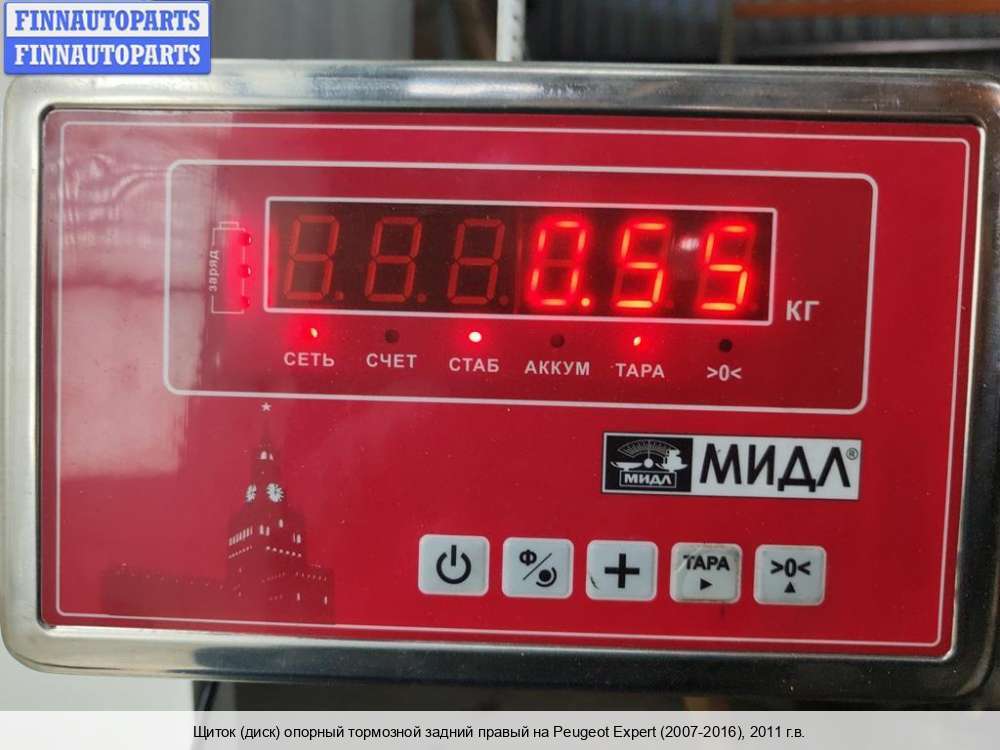 FINNAUTOPARTS
FINNAUTOPARTS
заряд
0.55
КГ
СЕТЬ СЧЕТ СТАБ АККУМ ТАРА >0<
МИДЛ МИДЛ®
Ф ТАРА >0<
Щиток (диск) опорный тормозной задний правый на Peugeot Expert (2007-2016), 2011 г.в.